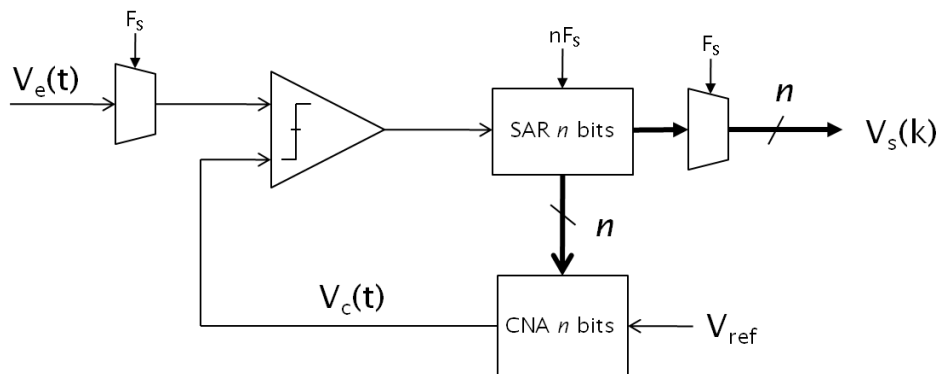 Fs
nFs
Fs
Ve(t)
n
SAR n bits
Vs(k)
n
Vc(t)
CNA n bits
Vref